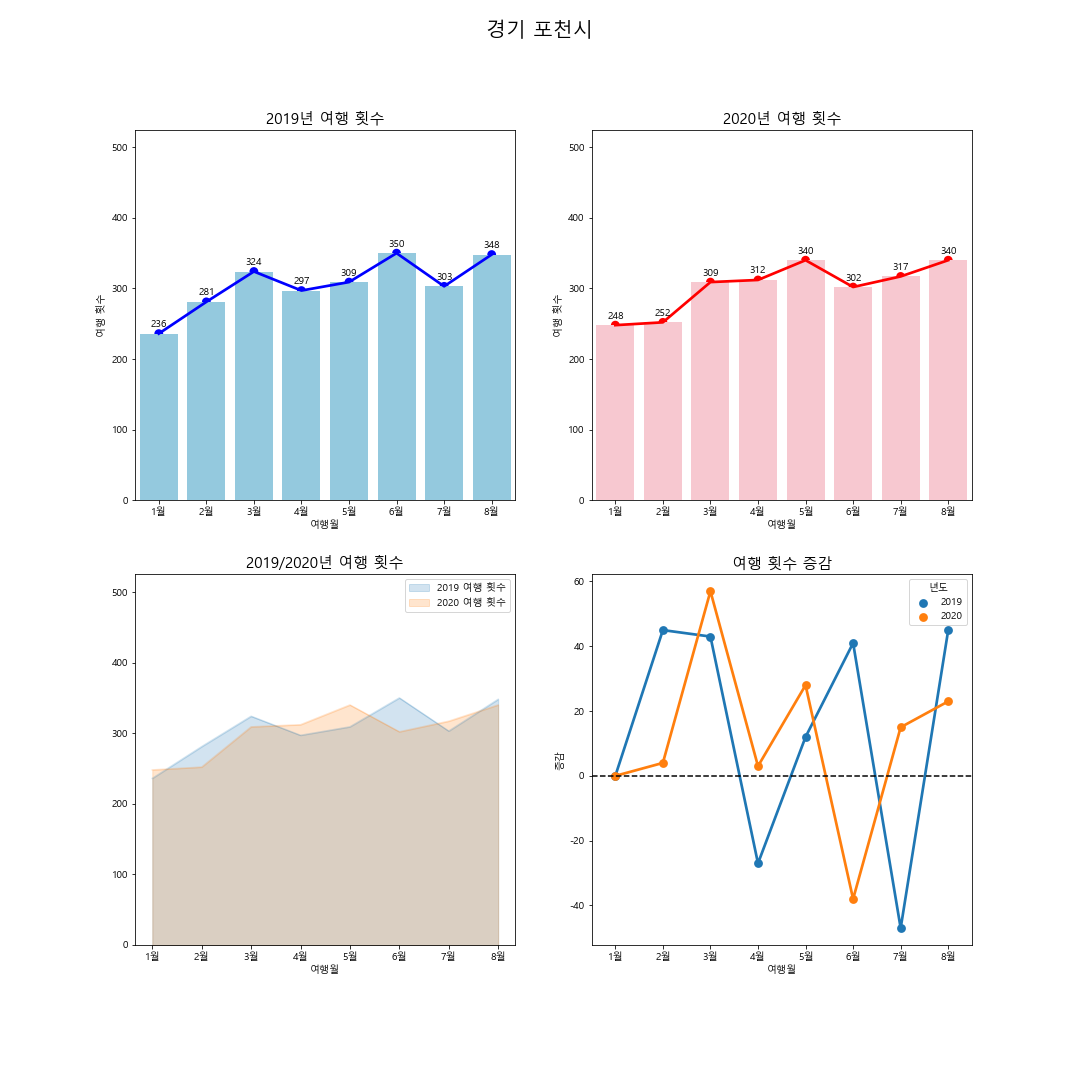 경기 포천시
2019년 여행 횟수
500
400
300
200
100
0
여행 횟수
236
281
324
297
309
350
303
348
1월 2월 3월 4월 5월 6월 7월 8월
여행월
2020년 여행 횟수
500
400
300
200
100
0
여행 횟수
248
252
309
312
340
302
317
340
1월 2월 3월 4월 5월 6월 7월 8월
여행월
2019/2020년 여행 횟수
2019 여행 횟수
2020 여행 횟수
500
400
300
200
100
0
1월 2월 3월 4월 5월 6월 7월 8월
여행월
여행 횟수 증감
년도
2019
2020
60
40
20
0
-20
-40
증감
1월 2월 3월 4월 5월 6월 7월 8월
여행월